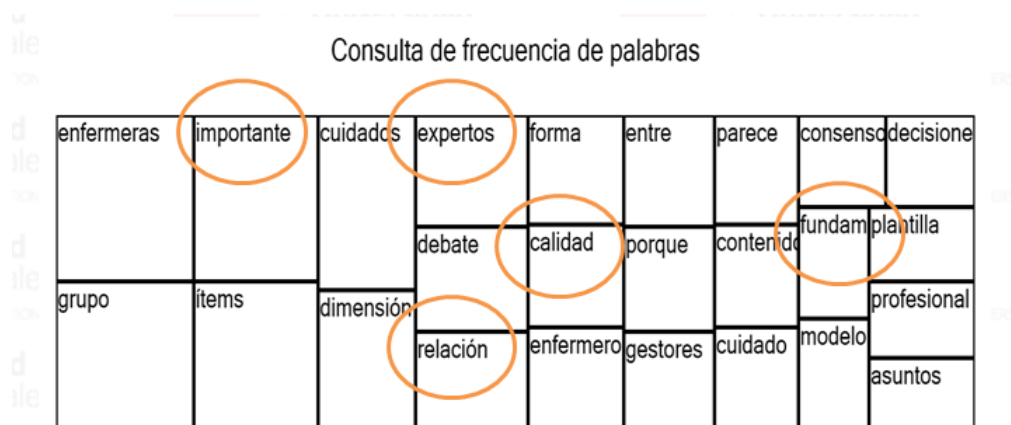 Consulta de frecuencia de palabras
enfermeras importante cuidados expertos forma entre parece consenso decisione
fundam plantilla
debate calidad porque contenido
grupo ítems dimensión profesional
relación enfermero gestores cuidado modelo
asuntos